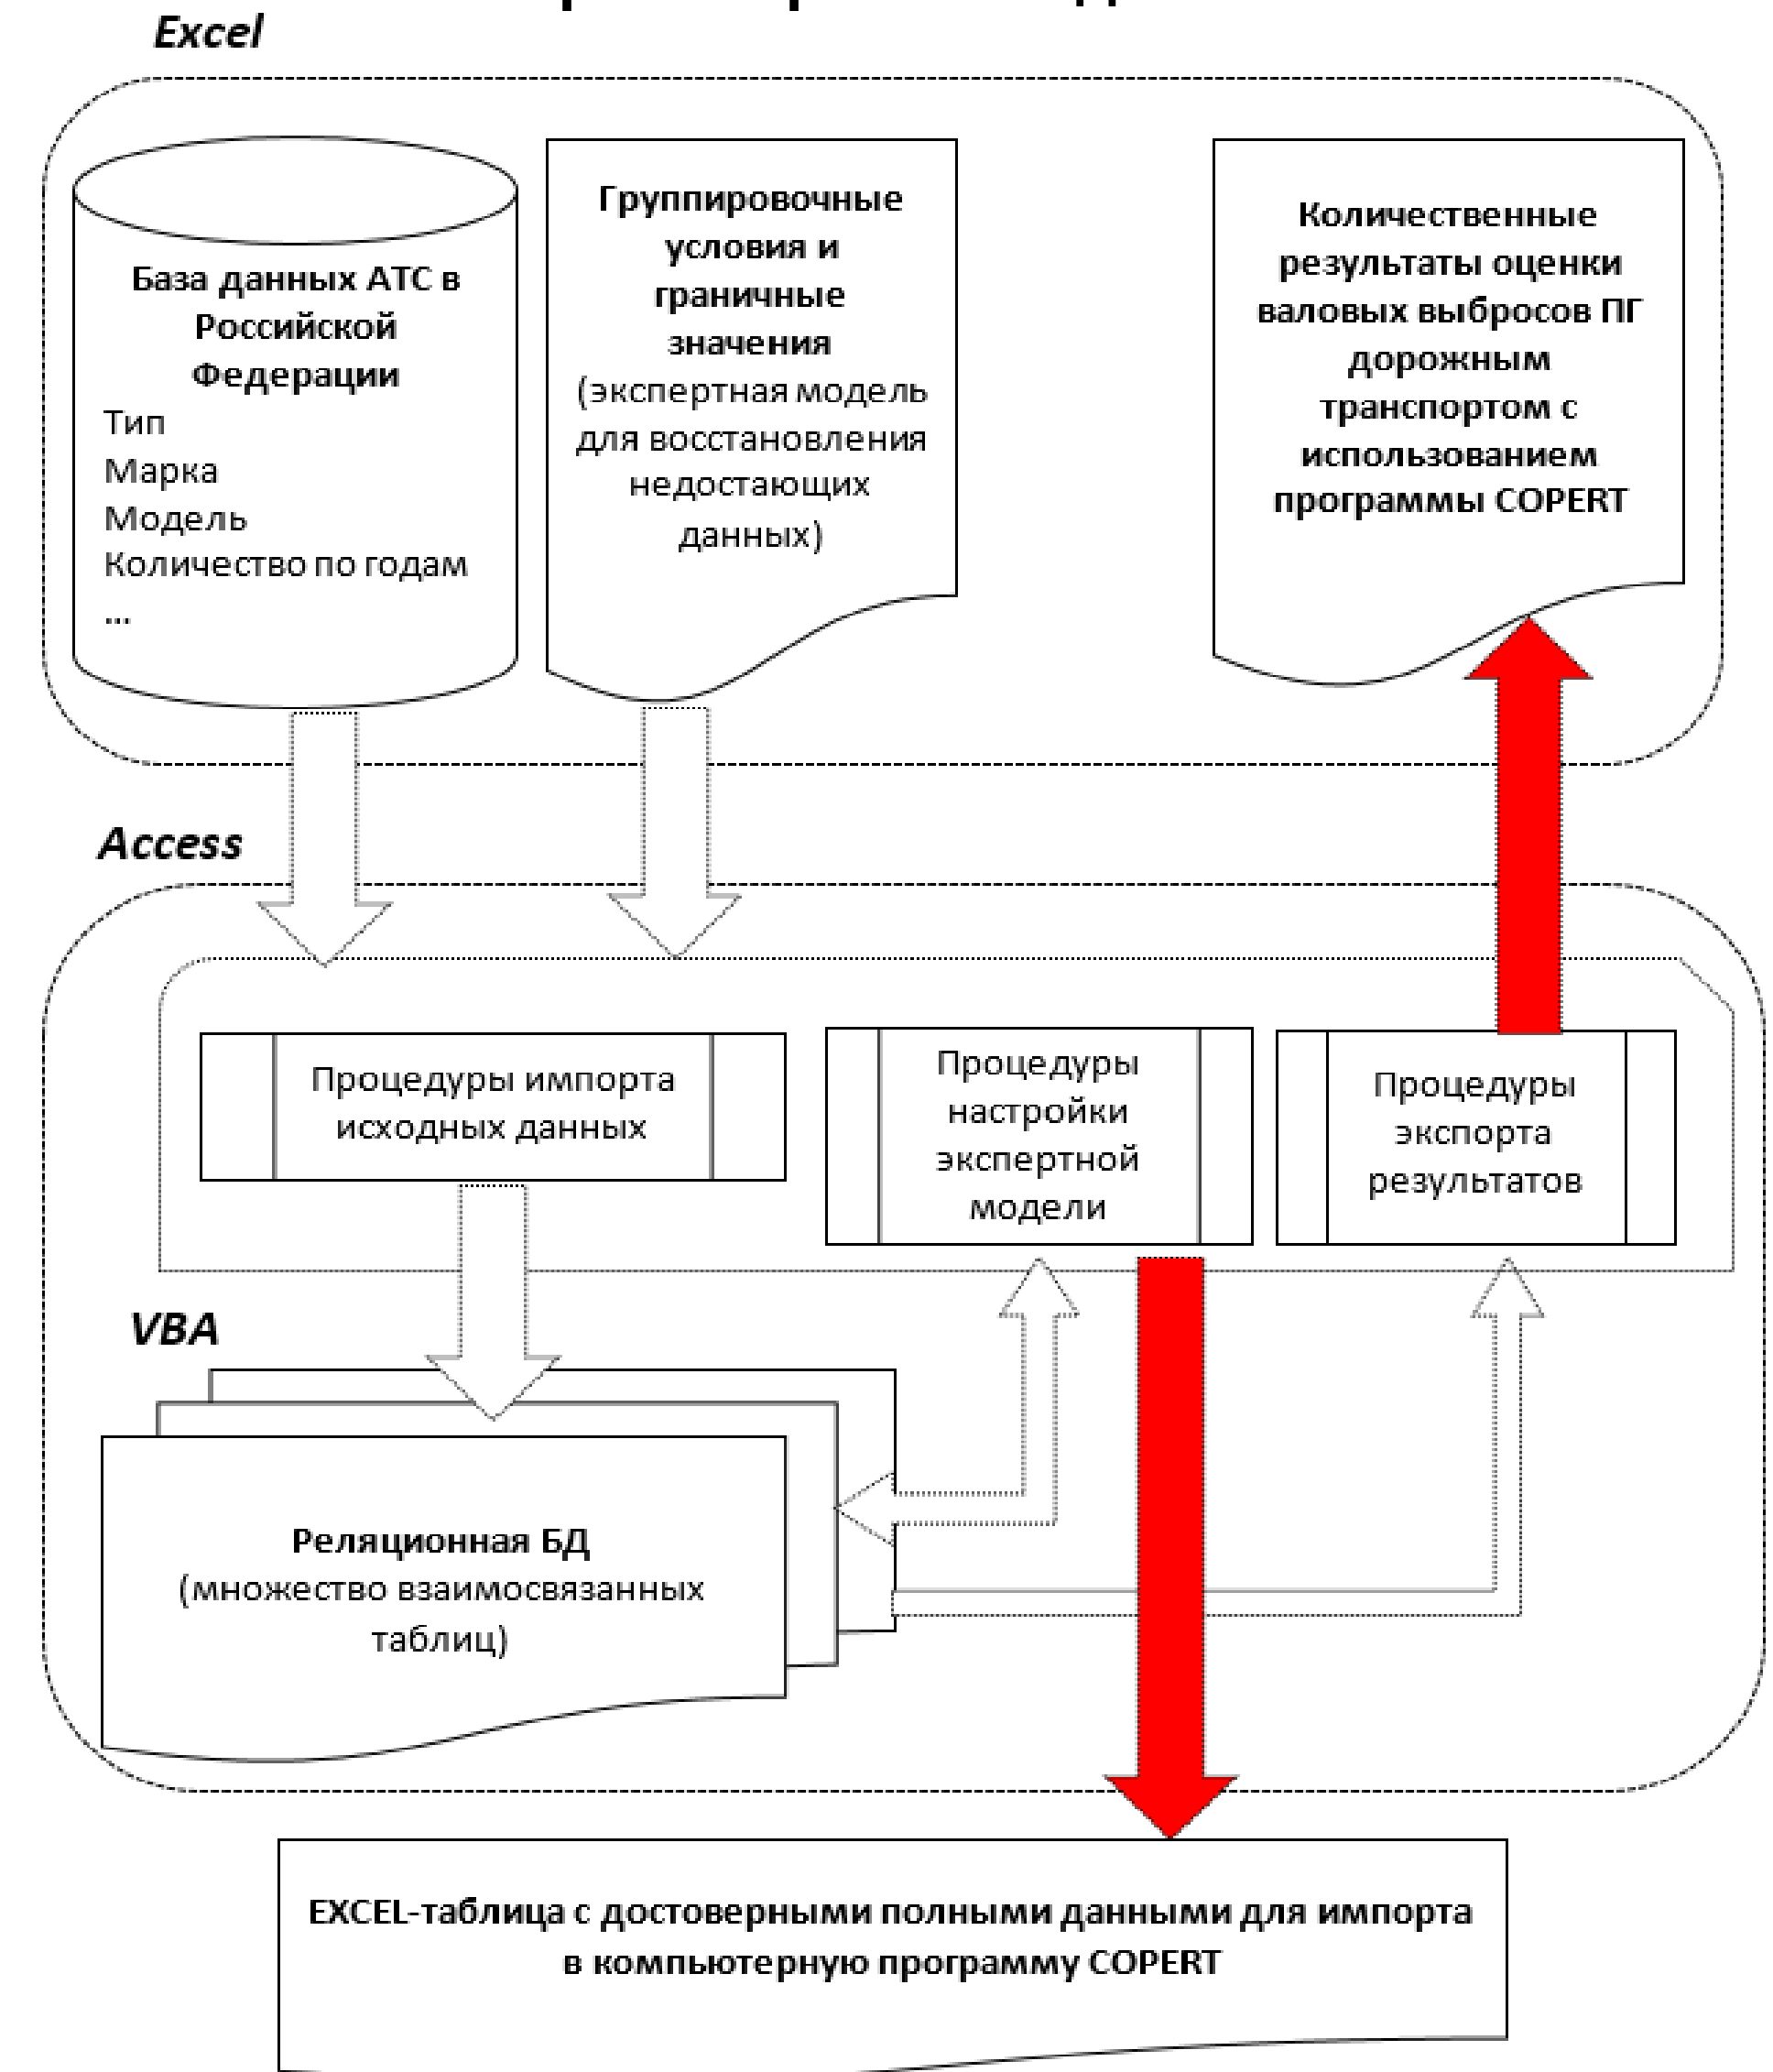 Excel
База данных АТС в
Российской
Федерации
Тип
Марка
Модель
Количество по годам
...
Группировочные
условия и
граничные
значения
(экспертная модель
для восстановления
недостающих
данных)
Количественные
результаты оценки
валовых выбросов ПГ
дорожным
транспортом с
использованием
программы COPERT
Access
Процедуры импорта
исходных данных
Процедуры
настройки
экспертной
модели
Процедуры
экспорта
результатов
VBA
Реляционная БД
(множество взаимосвязанных
таблиц)
EXCEL-таблица с достоверными полными данными для импорта
в компьютерную программу COPERT